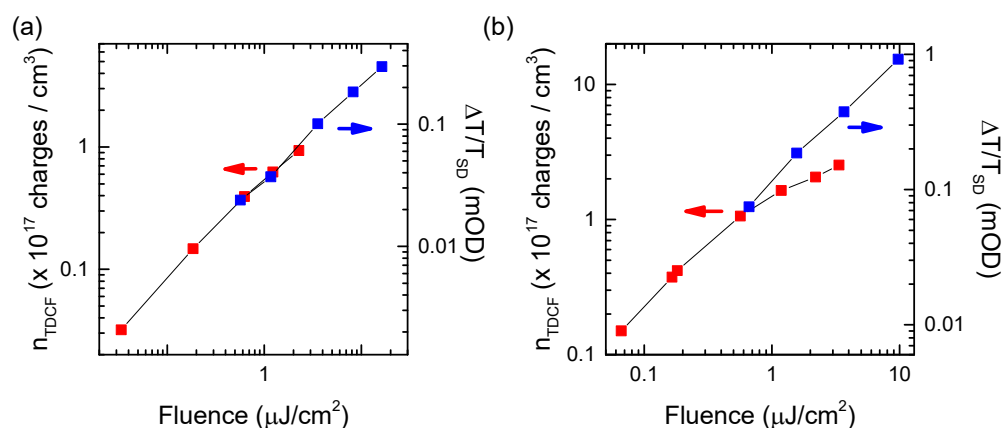 (a)
n_TDCF (x 10^17 charges / cm^3)
1
0.1
0.1
0.01
ΔT/T_SD (mOD)
1
Fluence (μJ/cm^2)
(b)
n_TDCF (x 10^17 charges / cm^3)
10
1
0.1
1
0.1
0.01
ΔT/T_SD (mOD)
0.1 1 10
Fluence (μJ/cm^2)